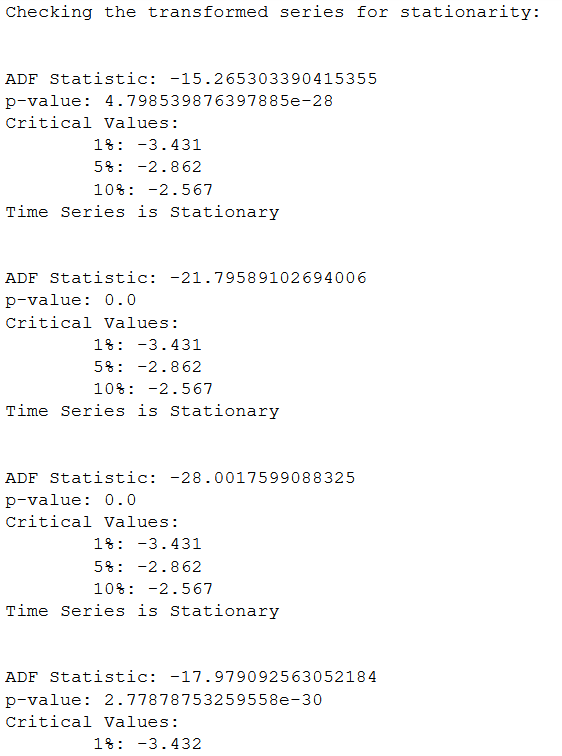 Checking the transformed series for stationarity:
ADF Statistic: -15.265303390415355
p-value: 4.798539876397885e-28
Critical Values:
1%: -3.431
5%: -2.862
10%: -2.567
Time Series is Stationary
ADF Statistic: -21.79589102694006
p-value: 0.0
Critical Values:
1%: -3.431
5%: -2.862
10%: -2.567
Time Series is Stationary
ADF Statistic: -28.0017599088325
p-value: 0.0
Critical Values:
1%: -3.431
5%: -2.862
10%: -2.567
Time Series is Stationary
ADF Statistic: -17.979092563052184
p-value: 2.77878753259558e-30
Critical Values:
1%: -3.432